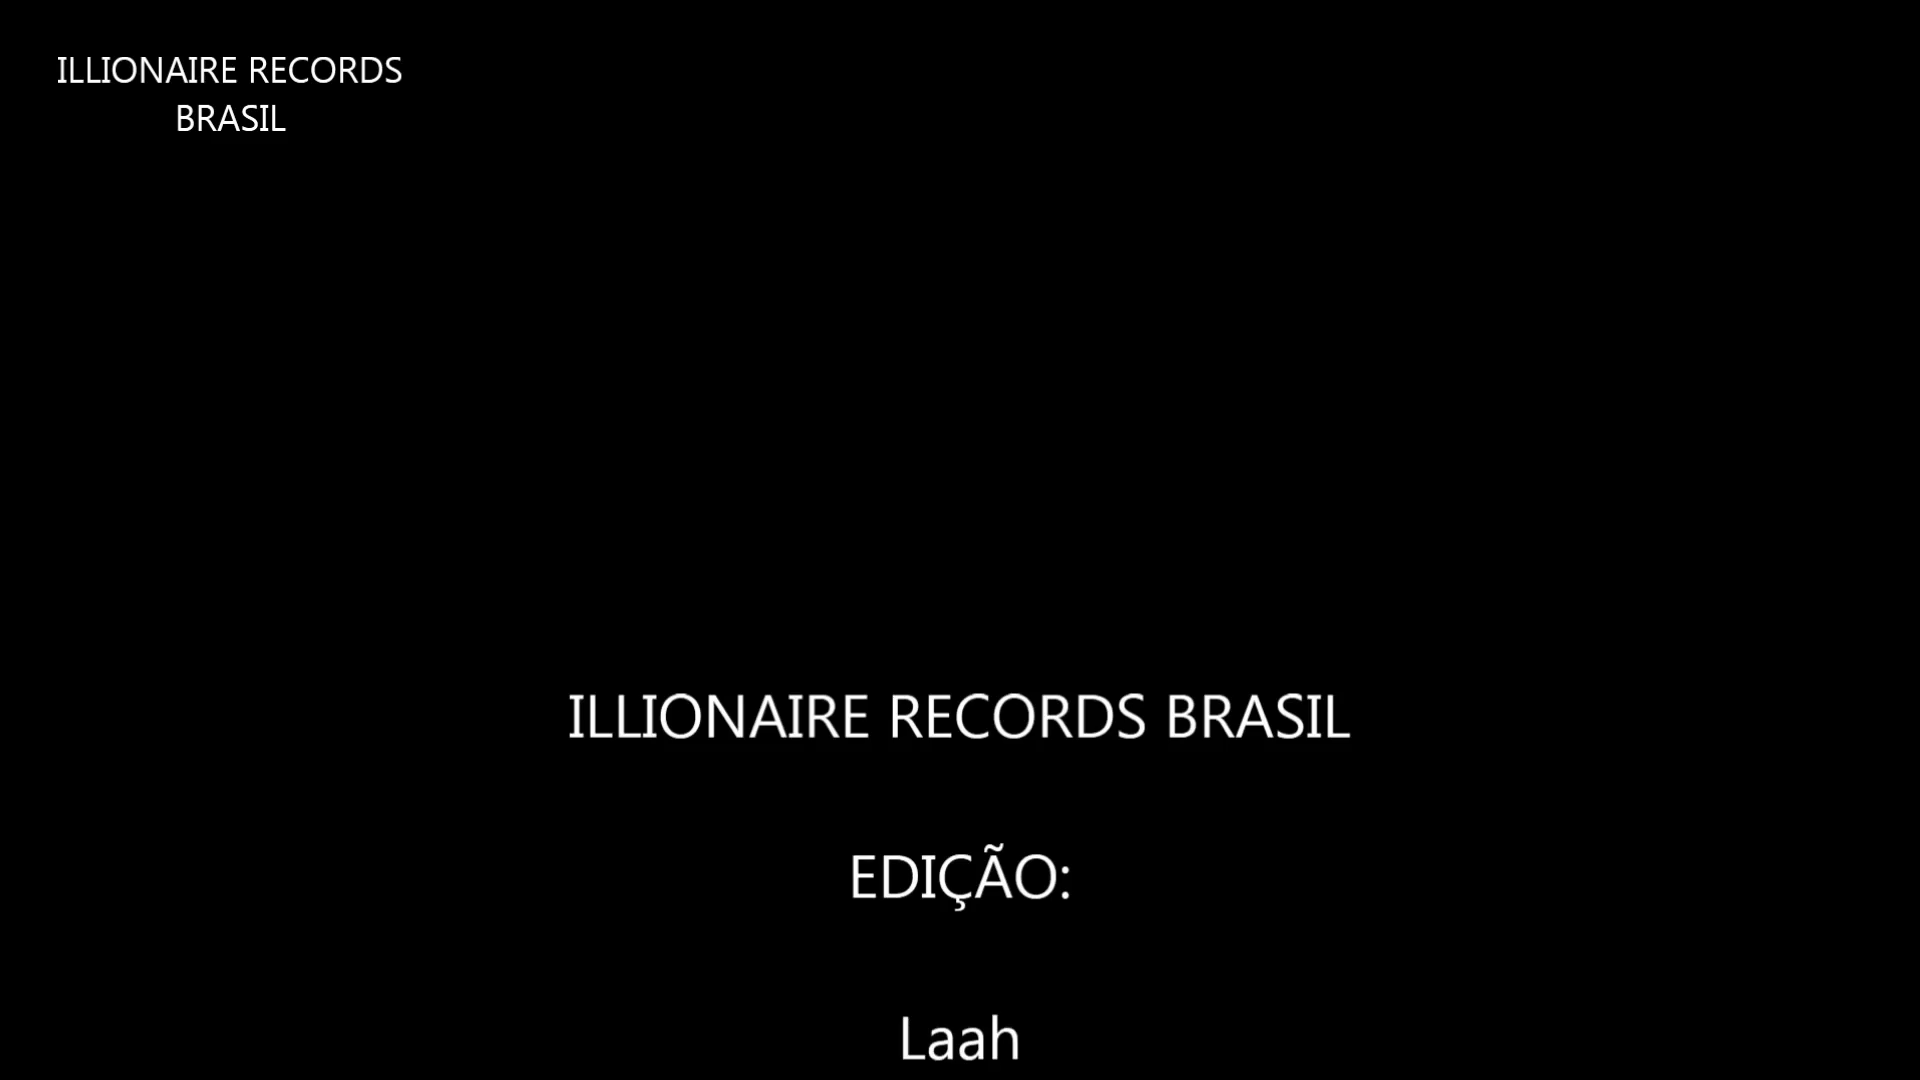 ILLIONAIRE RECORDS
BRASIL
ILLIONAIRE RECORDS BRASIL
EDIÇÃO:
Laah